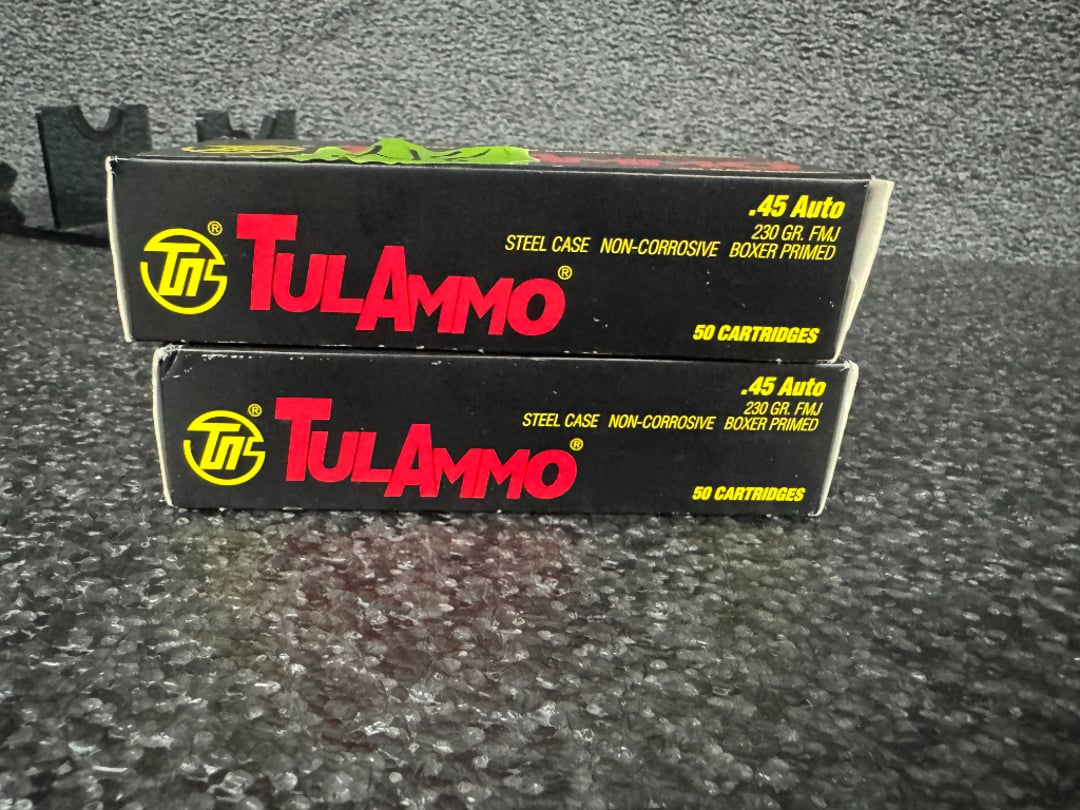 .45 Auto
230 GR. FMJ
STEEL CASE NON-CORROSIVE BOXER PRIMED
TULAMMO®
50 CARTRIDGES
.45 Auto
230 GR. FMJ
STEEL CASE NON-CORROSIVE BOXER PRIMED
TULAMMO®
50 CARTRIDGES